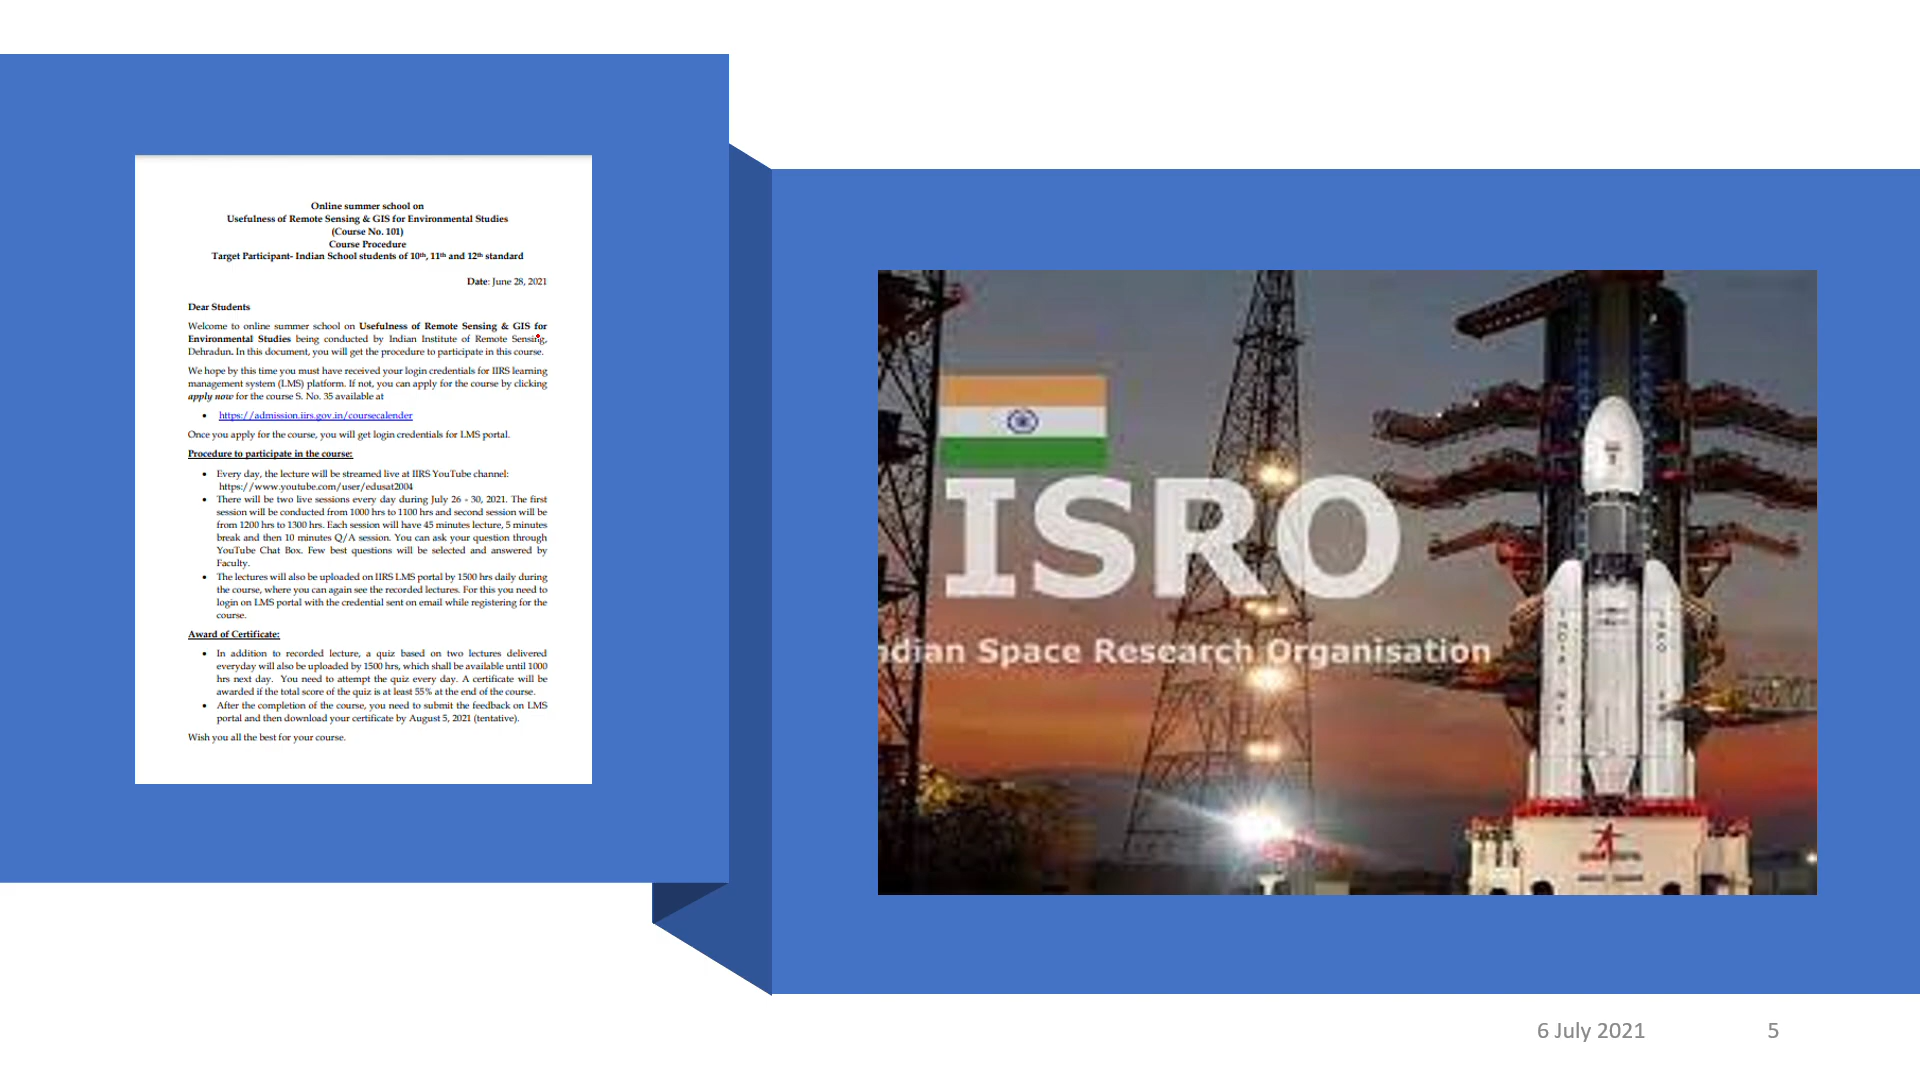 Online summer school on
Usefulness of Remote Sensing & GIS for Environmental Studies
(Course No. 101)
Course Procedure
Target Participant- Indian School students of 10th, 11th and 12th standard
Date: June 28, 2021
Dear Students
Welcome to online summer school on Usefulness of Remote Sensing & GIS for
Environmental Studies being conducted by Indian Institute of Remote Sensing,
Dehradun. In this document, you will get the procedure to participate in this course.
We hope by this time you must have received your login credentials for IIRS learning
management system (LMS) platform. If not, you can apply for the course by clicking
apply now for the course S. No. 35 available at
• https://admission.iirs.gov.in/coursecalender
Once you apply for the course, you will get login credentials for LMS portal.
Procedure to participate in the course:
• Every day, the lecture will be streamed live at IIRS YouTube channel:
https://www.youtube.com/user/edusat2004
• There will be two live sessions every day during July 26 - 30, 2021. The first
session will be conducted from 1000 hrs to 1100 hrs and second session will be
from 1200 hrs to 1300 hrs. Each session will have 45 minutes lecture, 5 minutes
break and then 10 minutes Q/A session. You can ask your question through
YouTube Chat Box. Few best questions will be selected and answered by
Faculty.
• The lectures will also be uploaded on IIRS LMS portal by 1500 hrs daily during
the course, where you can again see the recorded lectures. For this you need to
login on LMS portal with the credential sent on email while registering for the
course.
Award of Certificate:
• In addition to recorded lecture, a quiz based on two lectures delivered
everyday will also be uploaded by 1500 hrs, which shall be available until 1000
hrs next day. You need to attempt the quiz every day. A certificate will be
awarded if the total score of the quiz is at least 55% at the end of the course.
• After the completion of the course, you need to submit the feedback on LMS
portal and then download your certificate by August 5, 2021 (tentative).
Wish you all the best for your course.
ISRO
ndian Space Research Organisation
6 July 2021
5